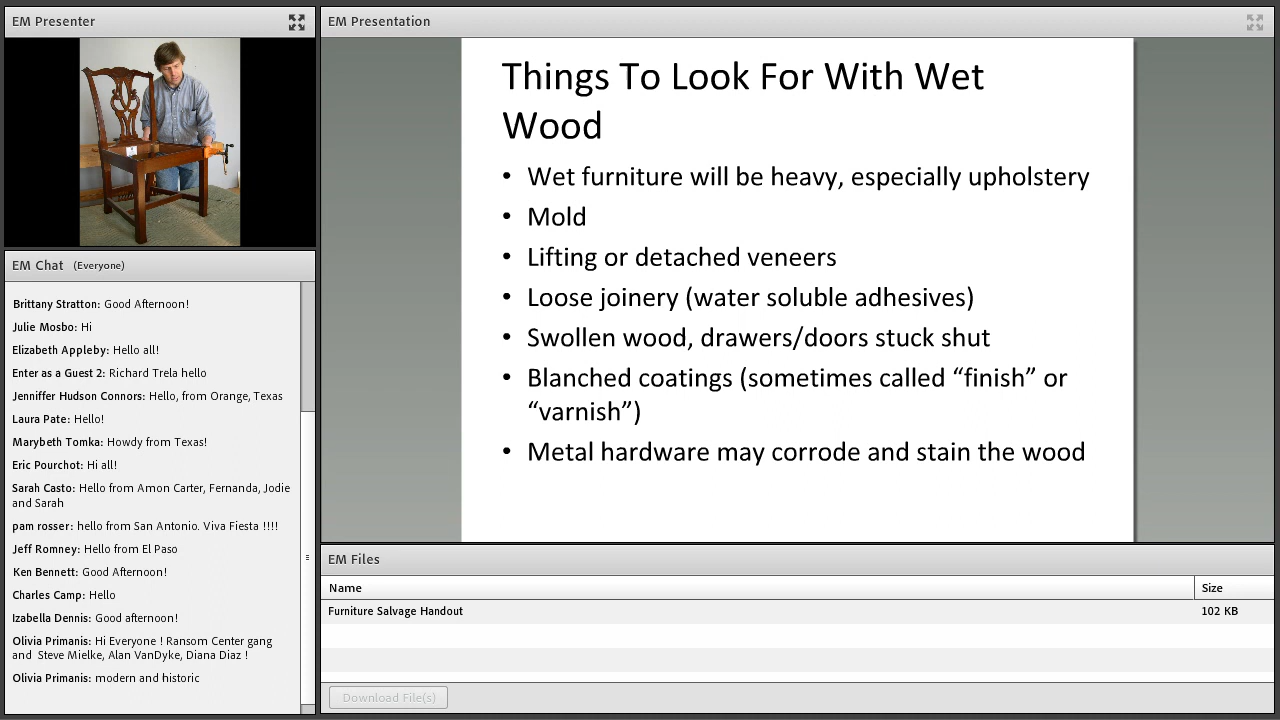 EM Presenter
EM Chat (Everyone)
Brittany Stratton: Good Afternoon!
Julie Mosbo: Hi
Elizabeth Appleby: Hello all!
Enter as a Guest 2: Richard Trela hello
Jenniffer Hudson Connors: Hello, from Orange, Texas
Laura Pate: Hello!
Marybeth Tomka: Howdy from Texas!
Eric Pourchot: Hi all!
Sarah Casto: Hello from Amon Carter, Fernanda, Jodie
and Sarah
pam rosser: hello from San Antonio. Viva Fiesta !!!!
Jeff Romney: Hello from El Paso
Ken Bennett: Good Afternoon!
Charles Camp: Hello
Izabella Dennis: Good afternoon!
Olivia Primanis: Hi Everyone ! Ransom Center gang
and Steve Mielke, Alan VanDyke, Diana Diaz !
Olivia Primanis: modern and historic
EM Presentation
Things To Look For With Wet
Wood
• Wet furniture will be heavy, especially upholstery
• Mold
• Lifting or detached veneers
• Loose joinery (water soluble adhesives)
• Swollen wood, drawers/doors stuck shut
• Blanched coatings (sometimes called “finish” or
“varnish”)
• Metal hardware may corrode and stain the wood
EM Files
Name Size
Furniture Salvage Handout 102 KB
Download File(s)